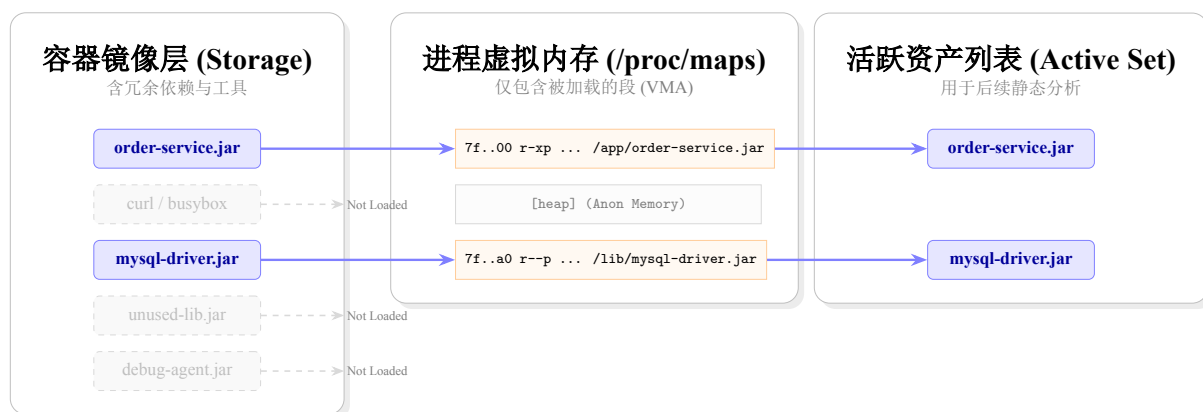 容器镜像层 (Storage)
含冗余依赖与工具
order-service.jar
curl / busybox
Not Loaded
mysql-driver.jar
unused-lib.jar
Not Loaded
debug-agent.jar
Not Loaded
进程虚拟内存 (/proc/maps)
仅包含被加载的段 (VMA)
7f..00 r-xp ... /app/order-service.jar
[heap] (Anon Memory)
7f..a0 r--p ... /lib/mysql-driver.jar
活跃资产列表 (Active Set)
用于后续静态分析
order-service.jar
mysql-driver.jar